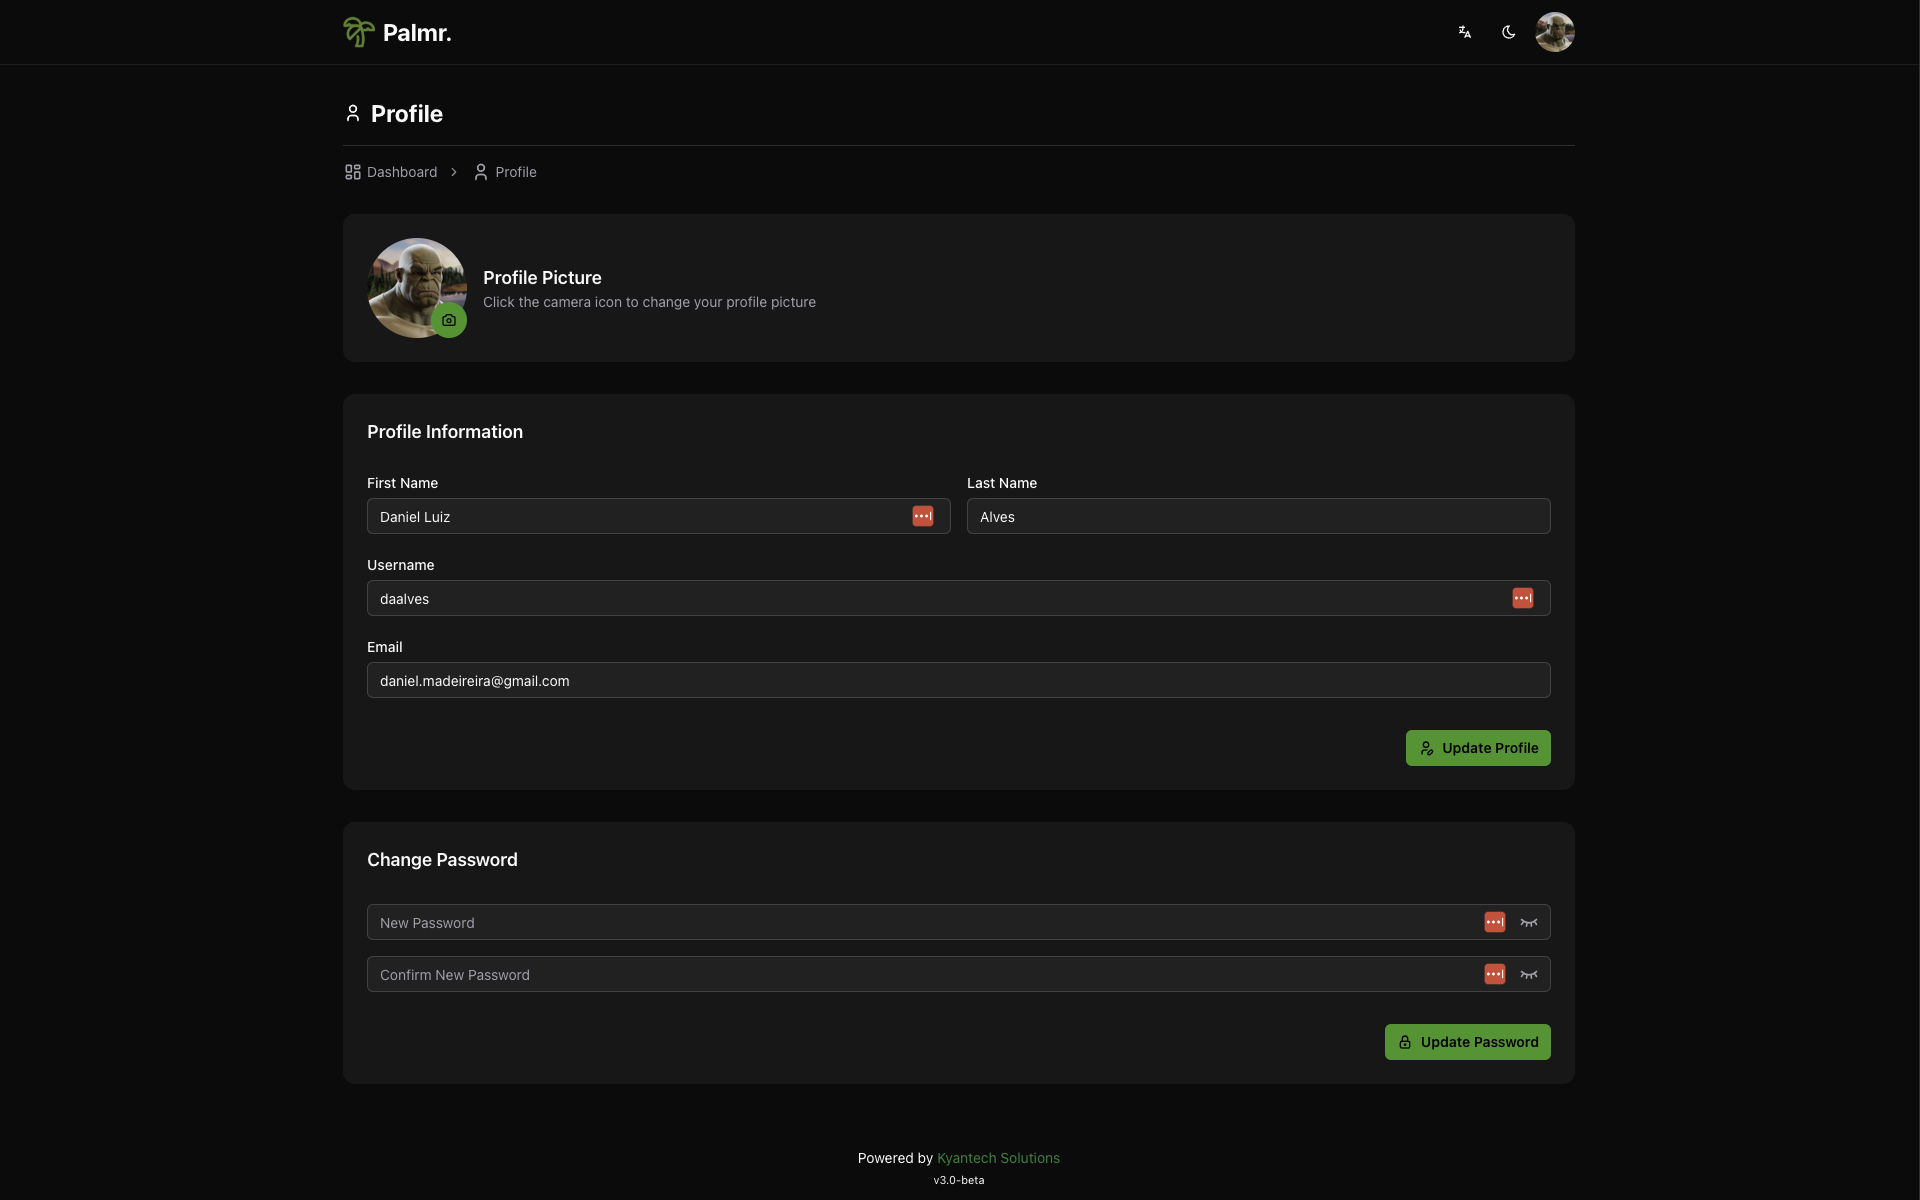 Palmr.
Profile
Dashboard > Profile
Profile Picture
Click the camera icon to change your profile picture
Profile Information
First Name
Last Name
Daniel Luiz
Alves
Username
daalves
Email
daniel.madeireira@gmail.com
Update Profile
Change Password
New Password
Confirm New Password
Update Password
Powered by Kyantech Solutions
v3.0-beta